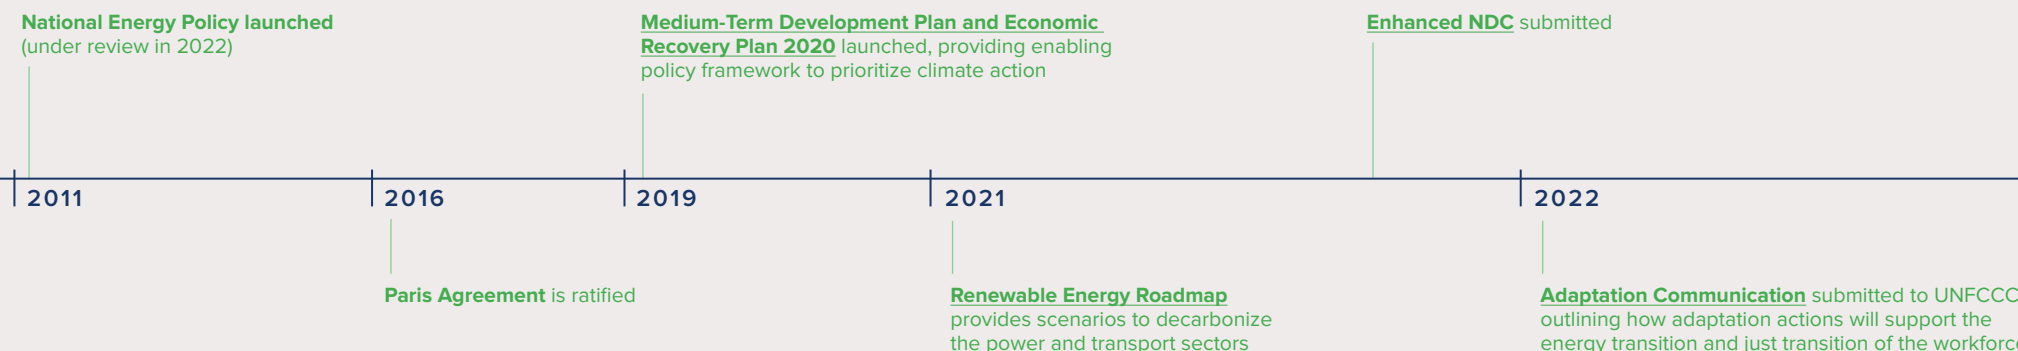 National Energy Policy launched
(under review in 2022)
Medium-Term Development Plan and Economic
Recovery Plan 2020 launched, providing enabling
policy framework to prioritize climate action
Enhanced NDC submitted
2011
2016
2019
2021
2022
Paris Agreement is ratified
Renewable Energy Roadmap
provides scenarios to decarbonize
the power and transport sectors
Adaptation Communication submitted to UNFCCC
outlining how adaptation actions will support the
energy transition and just transition of the workforce